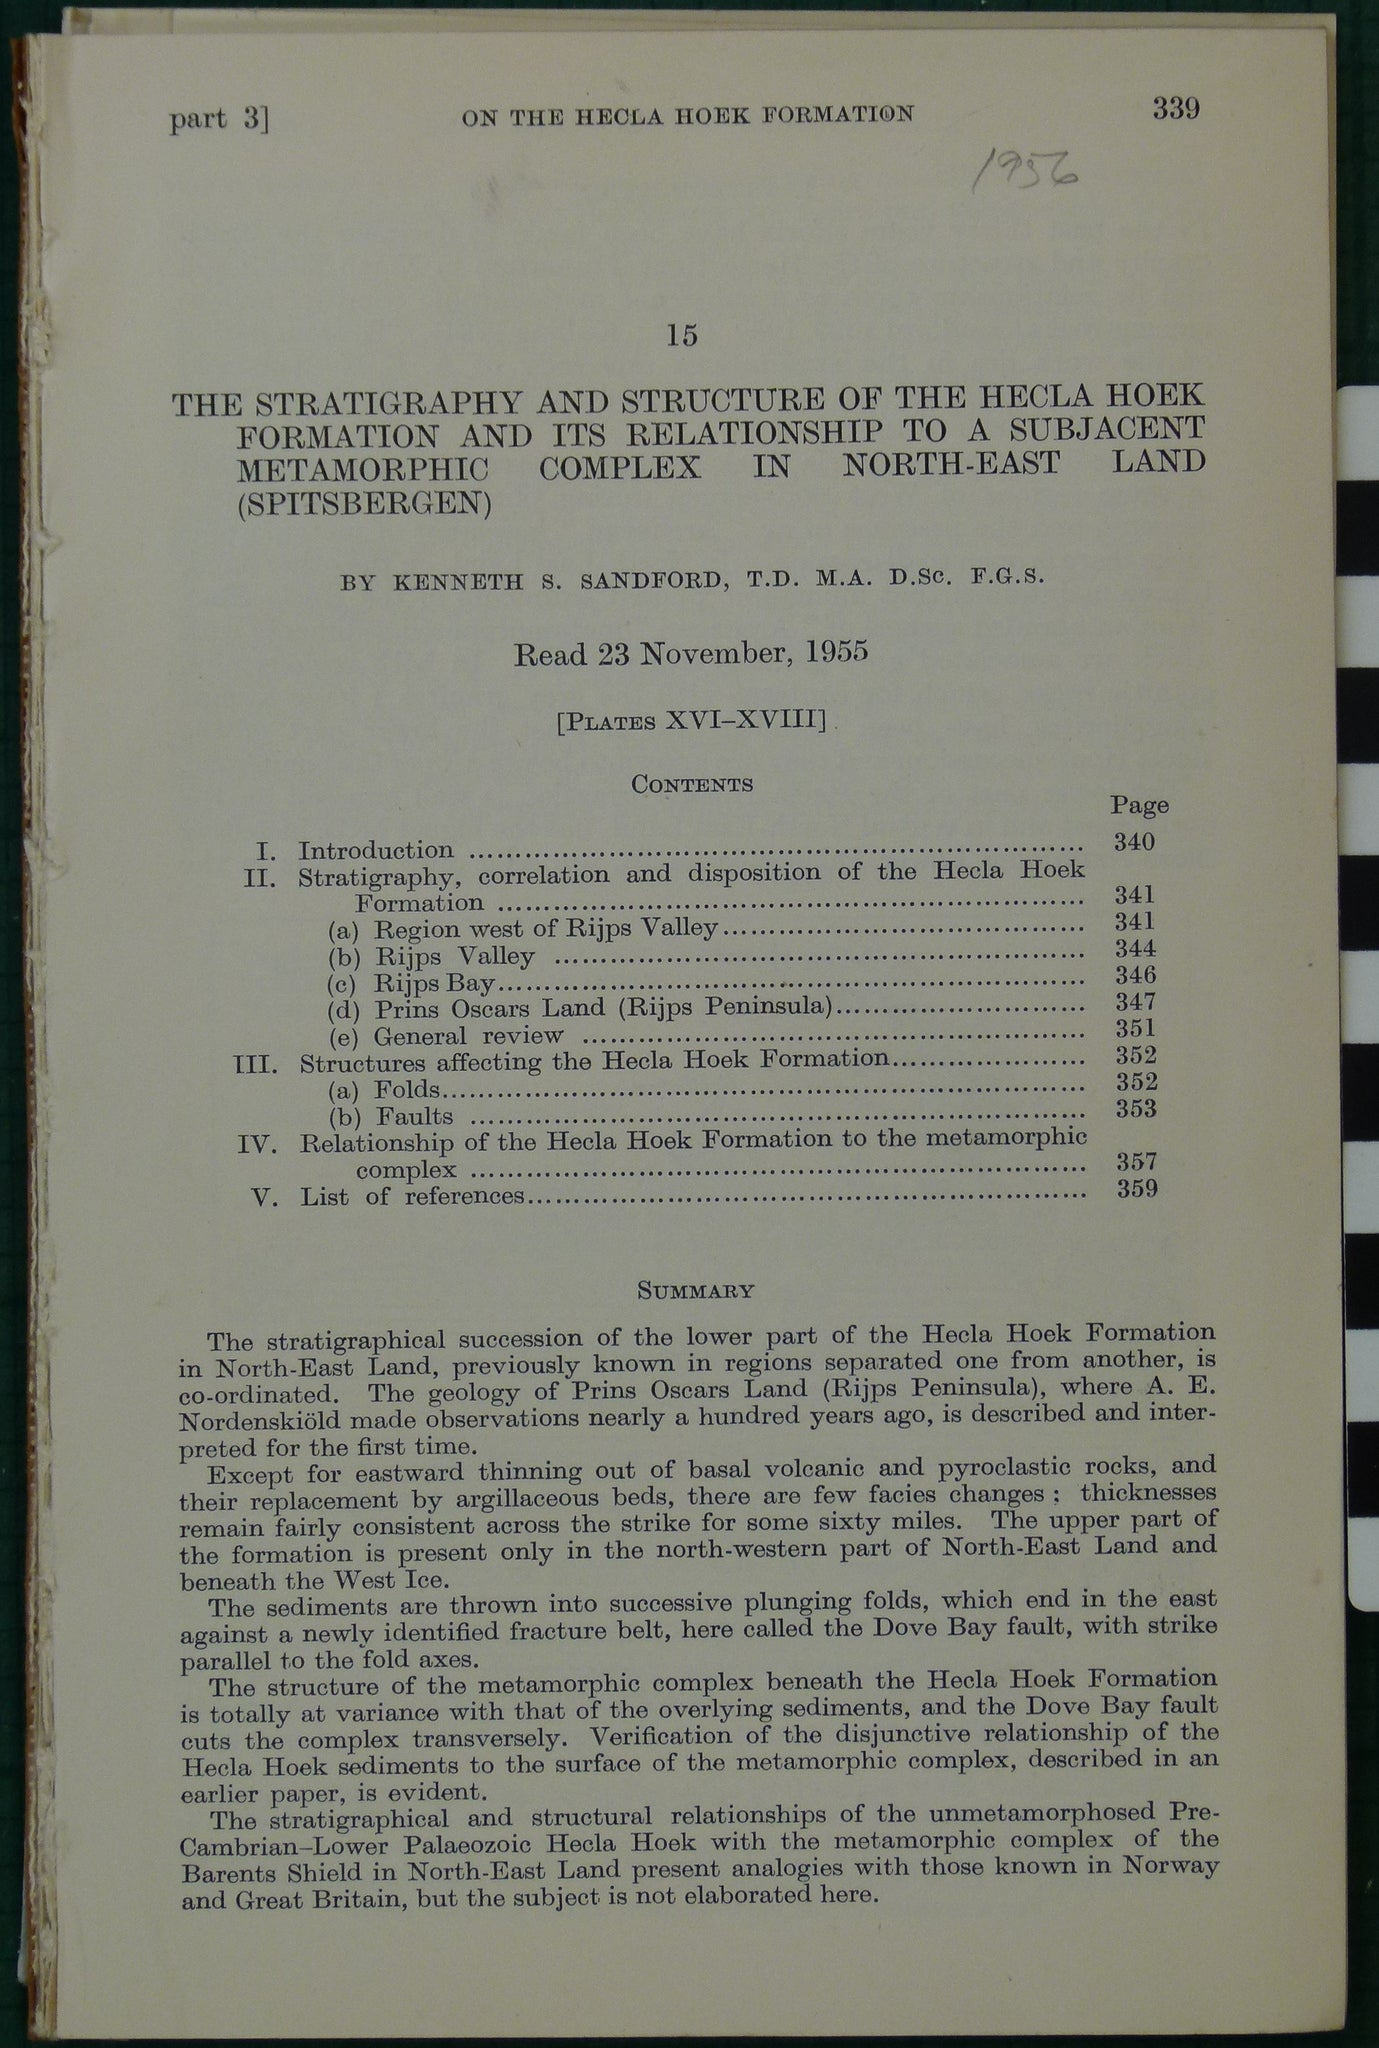 part 3] ON THE HECLA HOEK FORMATION 339
1956
15
THE STRATIGRAPHY AND STRUCTURE OF THE HECLA HOEK
FORMATION AND ITS RELATIONSHIP TO A SUBJACENT
METAMORPHIC COMPLEX IN NORTH-EAST LAND
(SPITSBERGEN)
BY KENNETH S. SANDFORD, T.D. M.A. D.Sc. F.G.S.
Read 23 November, 1955
[PLATES XVI–XVIII]
CONTENTS
Page
I. Introduction ........ 340
II. Stratigraphy, correlation and disposition of the Hecla Hoek
Formation ........ 341
(a) Region west of Rijps Valley ........ 341
(b) Rijps Valley ........ 344
(c) Rijps Bay ........ 346
(d) Prins Oscars Land (Rijps Peninsula) ........ 347
(e) General review ........ 351
III. Structures affecting the Hecla Hoek Formation ........ 352
(a) Folds ........ 352
(b) Faults ........ 353
IV. Relationship of the Hecla Hoek Formation to the metamorphic
complex ........ 357
V. List of references ........ 359
SUMMARY
The stratigraphical succession of the lower part of the Hecla Hoek Formation
in North-East Land, previously known in regions separated one from another, is
co-ordinated. The geology of Prins Oscars Land (Rijps Peninsula), where A. E.
Nordenskiöld made observations nearly a hundred years ago, is described and inter-
preted for the first time.
Except for eastward thinning out of basal volcanic and pyroclastic rocks, and
their replacement by argillaceous beds, there are few facies changes; thicknesses
remain fairly consistent across the strike for some sixty miles. The upper part of
the formation is present only in the north-western part of North-East Land and
beneath the West Ice.
The sediments are thrown into successive plunging folds, which end in the east
against a newly identified fracture belt, here called the Dove Bay fault, with strike
parallel to the fold axes.
The structure of the metamorphic complex beneath the Hecla Hoek Formation
is totally at variance with that of the overlying sediments, and the Dove Bay fault
cuts the complex transversely. Verification of the disjunctive relationship of the
Hecla Hoek sediments to the surface of the metamorphic complex, described in an
earlier paper, is evident.
The stratigraphical and structural relationships of the unmetamorphosed Pre-
Cambrian–Lower Palaeozoic Hecla Hoek with the metamorphic complex of the
Barents Shield in North-East Land present analogies with those known in Norway
and Great Britain, but the subject is not elaborated here.